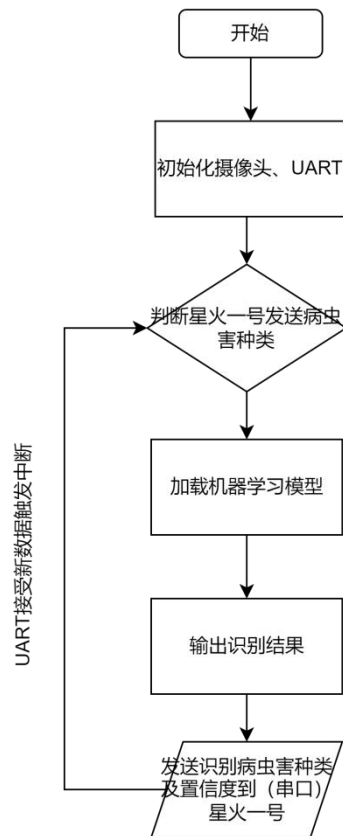 开始
初始化摄像头、UART
判断星火一号发送病虫
害种类
UART接受新数据触发中断
加载机器学习模型
输出识别结果
发送识别病虫害种类
及置信度到（串口）
星火一号